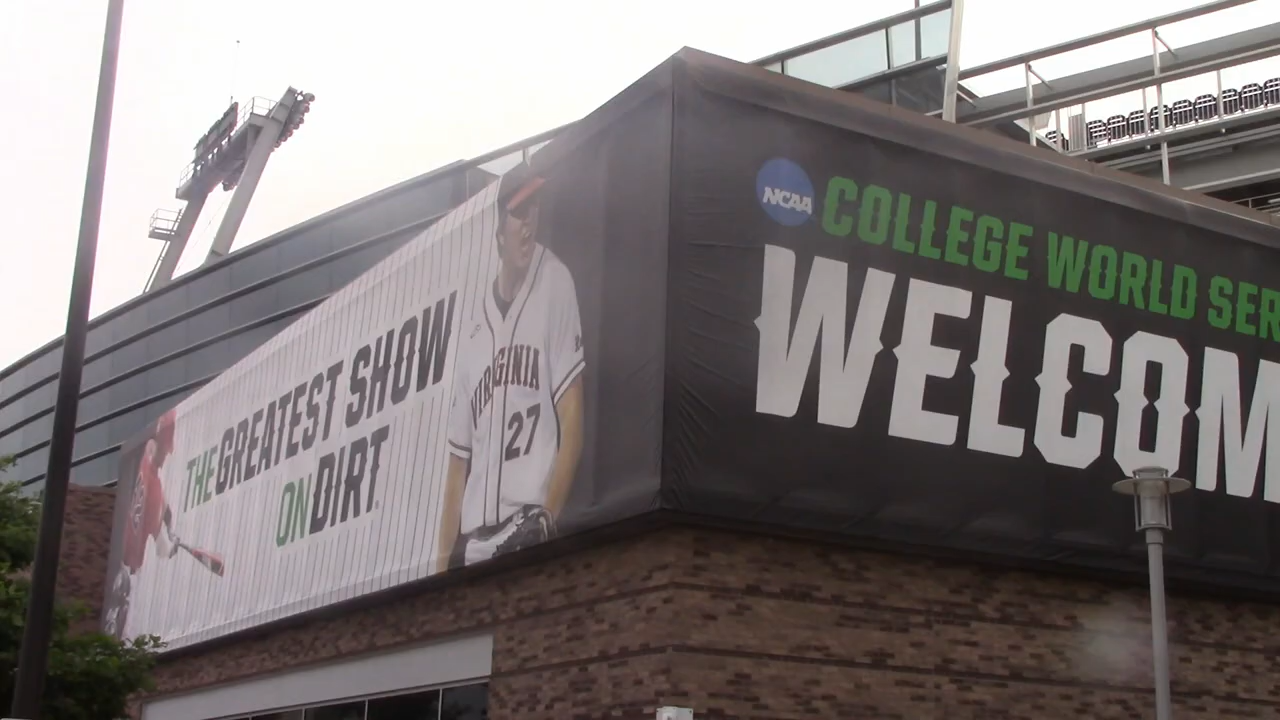 THE GREATEST SHOW
ON DIRT.
VIRGINIA
27
NCAA
COLLEGE WORLD SER
WELCOM